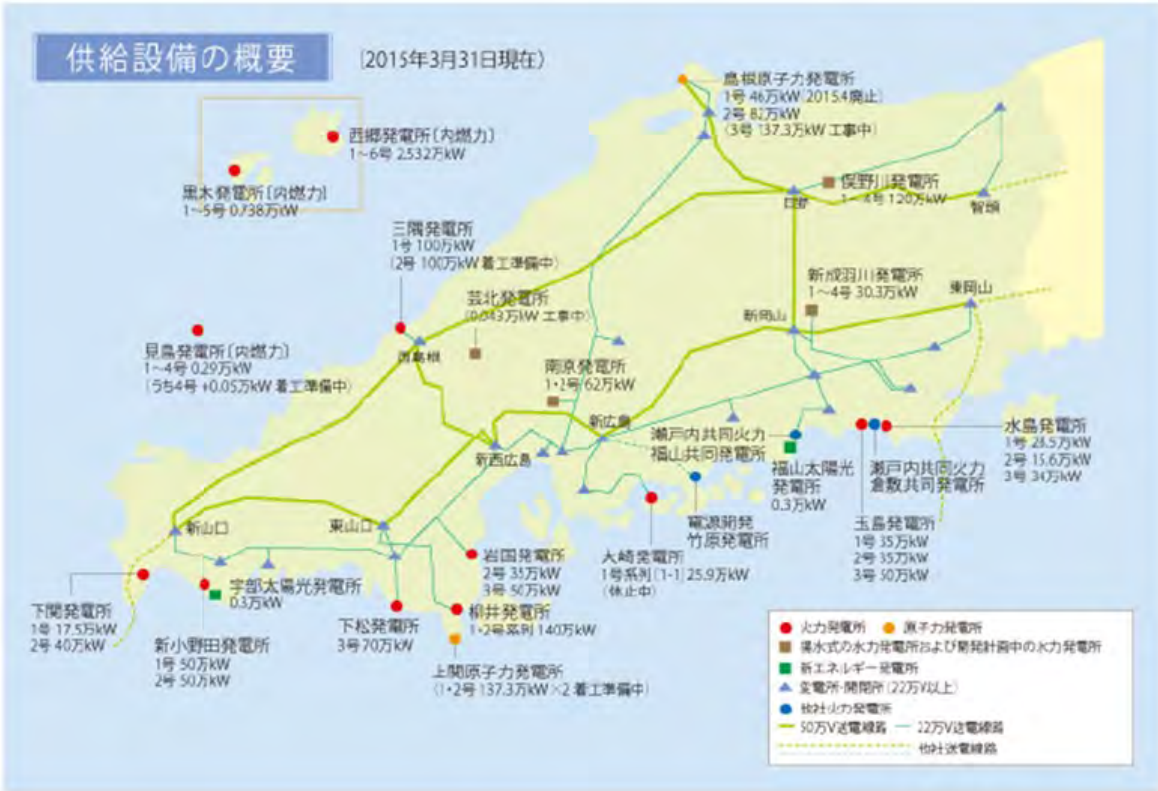 供給設備の概要
(2015年3月31日現在)
島根原子力発電所
1号 46万kW(2015.4廃止)
2号 82万kW
(3号 137.3万kW 工事中)
西郷発電所〔内燃力〕
1～6号 2.532万kW
黒木発電所〔内燃力〕
1～5号 0.738万kW
俣野川発電所
1～4号 120万kW
日野
智頭
三隅発電所
1号 100万kW
(2号 100万kW 着工準備中)
新成羽川発電所
1～4号 30.3万kW
東岡山
芸北発電所
(0.043万kW 工事中)
新岡山
見島発電所〔内燃力〕
1～4号 0.29万kW
(うち4号 +0.05万kW 着工準備中)
西島根
南原発電所
1・2号 62万kW
新広島
瀬戸内共同火力
福山共同発電所
水島発電所
1号 28.5万kW
2号 15.6万kW
3号 34万kW
新西広島
福山太陽光
発電所
0.3万kW
瀬戸内共同火力
倉敷共同発電所
電源開発
竹原発電所
玉島発電所
1号 35万kW
2号 35万kW
3号 50万kW
新山口
東山口
大崎発電所
1号系列〔1-1〕25.9万kW
(休止中)
岩国発電所
2号 35万kW
3号 50万kW
宇部太陽光発電所
0.3万kW
下関発電所
1号 17.5万kW
2号 40万kW
新小野田発電所
1号 50万kW
2号 50万kW
下松発電所
3号 70万kW
柳井発電所
1・2号系列 140万kW
上関原子力発電所
(1・2号 137.3万kW×2 着工準備中)
火力発電所 原子力発電所
揚水式の水力発電所および開発計画中の水力発電所
新エネルギー発電所
変電所・開閉所(22万V以上)
他社火力発電所
50万V送電線路 22万V送電線路
他社送電線路